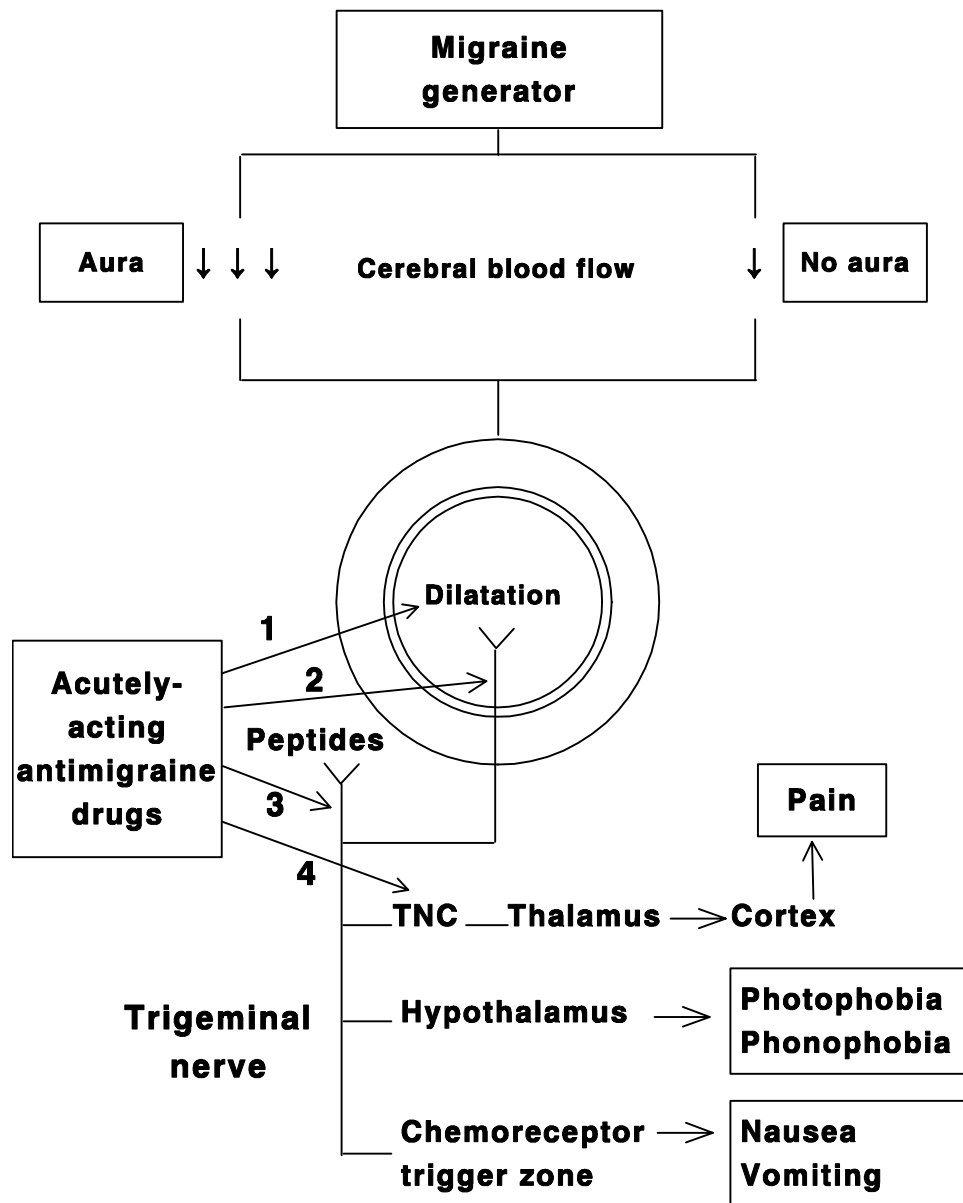 Migraine
generator
Aura
↓ ↓ ↓
Cerebral blood flow
↓
No aura
Dilatation
1
2
Acutely-
acting
antimigraine
drugs
Peptides
3
4
Pain
TNC
Thalamus
Cortex
Trigeminal
nerve
Hypothalamus
Photophobia
Phonophobia
Chemoreceptor
trigger zone
Nausea
Vomiting